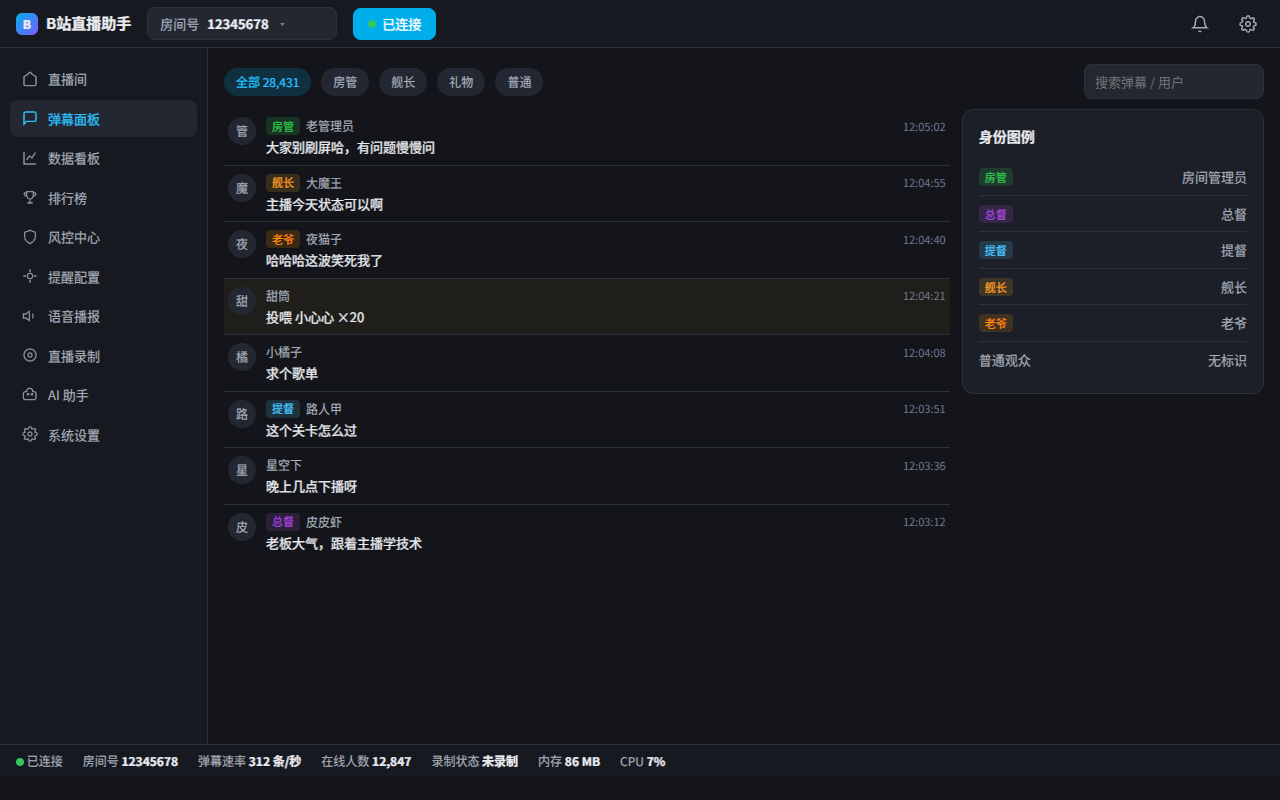 B B站直播助手 房间号 12345678 已连接
直播间
弹幕面板
数据看板
排行榜
风控中心
提醒配置
语音播报
直播录制
AI 助手
系统设置
全部 28,431 房管 舰长 礼物 普通 搜索弹幕 / 用户
管 房管 老管理员 12:05:02
大家别刷屏哈，有问题慢慢问
魔 舰长 大魔王 12:04:55
主播今天状态可以啊
夜 老爷 夜猫子 12:04:40
哈哈哈这波笑死我了
甜 甜筒 12:04:21
投喂 小心心 ×20
橘 小橘子 12:04:08
求个歌单
路 提督 路人甲 12:03:51
这个关卡怎么过
星 星空下 12:03:36
晚上几点下播呀
皮 总督 皮皮虾 12:03:12
老板大气，跟着主播学技术
身份图例
房管 房间管理员
总督 总督
提督 提督
舰长 舰长
老爷 老爷
普通观众 无标识
已连接 房间号 12345678 弹幕速率 312 条/秒 在线人数 12,847 录制状态 未录制 内存 86 MB CPU 7%